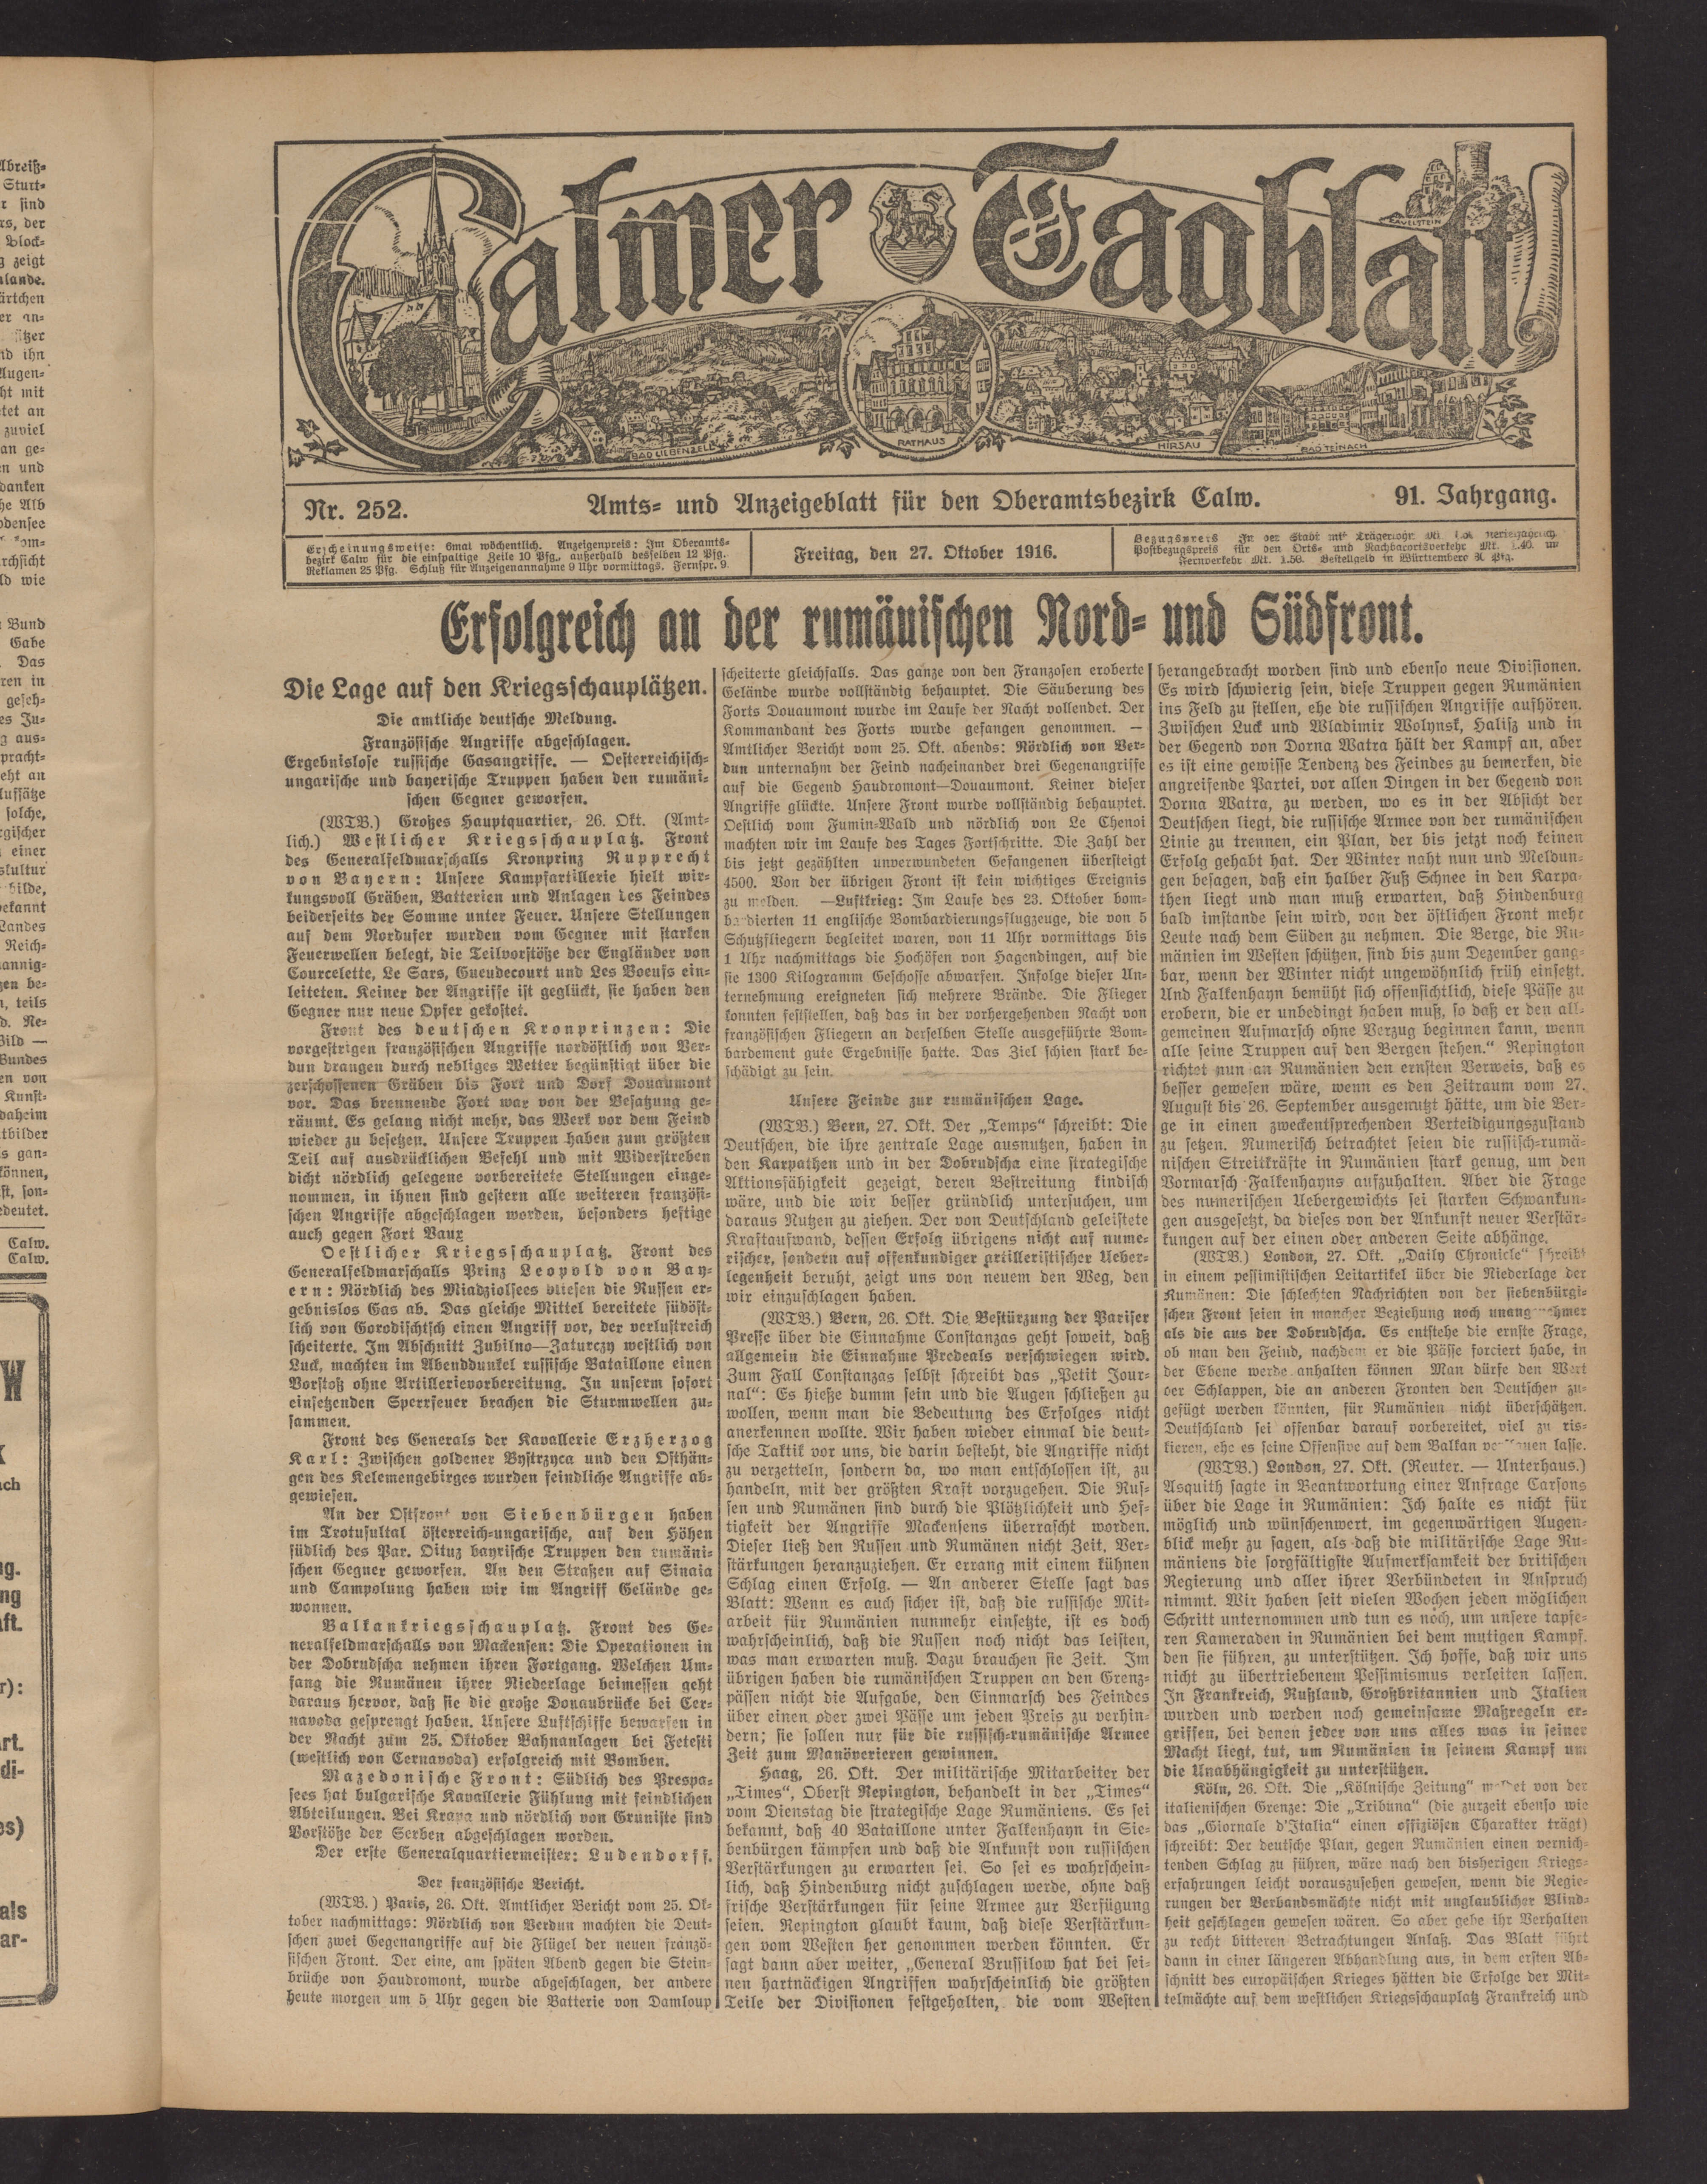 Calwer Tagblatt
ZAVELSTEIN
BAD LIEBENZELL
RATHAUS
HIRSAU
BAD TEINACH
Nr. 252.
Amts- und Anzeigeblatt für den Oberamtsbezirk Calw.
91. Jahrgang.
Erscheinungsweise: 6mal wöchentlich. Anzeigenpreis: Im Oberamts-
bezirk Calw für die einspaltige Zeile 10 Pfg., außerhalb desselben 12 Pfg.,
Reklamen 25 Pfg. Schluß für Anzeigenannahme 9 Uhr vormittags. Fernspr. 9.
Freitag, den 27. Oktober 1916.
Bezugspreis In der Stadt mit Trägerlohn
Postbezugspreis für den Orts- und Nachbarortsverkehr Mk. 1.40. im
Fernverkehr Mk. 1.50. Bestellgeld in Württemberg 30 Pfg.
Erfolgreich an der rumänischen Nord- und Südfront.
Die Lage auf den Kriegsschauplätzen.
Die amtliche deutsche Meldung.
Französische Angriffe abgeschlagen.
Ergebnislose russische Gasangriffe. — Oesterreichisch-
ungarische und bayerische Truppen haben den rumäni-
schen Gegner geworfen.
(WTB.) Großes Hauptquartier, 26. Okt. (Amt-
lich.) Westlicher Kriegsschauplatz. Front
des Generalfeldmarschalls Kronprinz Rupprecht
von Bayern: Unsere Kampfartillerie hielt wir-
kungsvoll Gräben, Batterien und Anlagen des Feindes
beiderseits der Somme unter Feuer. Unsere Stellungen
auf dem Nordufer wurden vom Gegner mit starken
Feuerwellen belegt, die Teilvorstöße der Engländer von
Courcelette, Le Sars, Gueudecourt und Les Boeufs ein-
leiteten. Keiner der Angriffe ist geglückt, sie haben den
Gegner nur neue Opfer gekostet.
Front des deutschen Kronprinzen: Die
vorgestrigen französischen Angriffe nordöstlich von Ver-
dun drangen durch nebliges Wetter begünstigt über die
zerschossenen Gräben bis Fort und Dorf Douaumont
vor. Das brennende Fort war von der Besatzung ge-
räumt. Es gelang nicht mehr, das Werk vor dem Feind
wieder zu besetzen. Unsere Truppen haben zum größten
Teil auf ausdrücklichen Befehl und mit Widerstreben
dicht nördlich gelegene vorbereitete Stellungen einge-
nommen, in ihnen sind gestern alle weiteren französi-
schen Angriffe abgeschlagen worden, besonders heftige
auch gegen Fort Vaux
Oestlicher Kriegsschauplatz. Front des
Generalfeldmarschalls Prinz Leopold von Bay-
ern: Nördlich des Miadziolsees bliesen die Russen er-
gebnislos Gas ab. Das gleiche Mittel bereitete südöst-
lich von Gorodischtsch einen Angriff vor, der verlustreich
scheiterte. Im Abschnitt Zubilno—Zaturczy westlich von
Luck, machten im Abenddunkel russische Bataillone einen
Vorstoß ohne Artillerievorbereitung. In unserm sofort
einsetzenden Sperrfeuer brachen die Sturmwellen zu-
sammen.
Front des Generals der Kavallerie Erzherzog
Karl: Zwischen goldener Bystrzyca und den Osthän-
gen des Kelemengebirges wurden feindliche Angriffe ab-
gewiesen.
An der Ostfront von Siebenbürgen haben
im Trotusultal österreich-ungarische, auf den Höhen
südlich des Par. Oituz bayrische Truppen den rumäni-
schen Gegner geworfen. An den Straßen auf Sinaia
und Campolung haben wir im Angriff Gelände ge-
wonnen.
Balkankriegsschauplatz. Front des Ge-
neralfeldmarschalls von Mackensen: Die Operationen in
der Dobrudscha nehmen ihren Fortgang. Welchen Um-
fang die Rumänen ihrer Niederlage beimessen geht
daraus hervor, daß sie die große Donaubrücke bei Cer-
navoda gesprengt haben. Unsere Luftschiffe bewarfen in
der Nacht zum 25. Oktober Bahnanlagen bei Fetesti
(westlich von Cernavoda) erfolgreich mit Bomben.
Mazedonische Front: Südlich des Prespa-
sees hat bulgarische Kavallerie Fühlung mit feindlichen
Abteilungen. Bei Krapa und nördlich von Gruniste sind
Vorstöße der Serben abgeschlagen worden.
Der erste Generalquartiermeister: Ludendorff.
Der französische Bericht.
(WTB.) Paris, 26. Okt. Amtlicher Bericht vom 25. Ok-
tober nachmittags: Nördlich von Verdun machten die Deut-
schen zwei Gegenangriffe auf die Flügel der neuen franzö-
sischen Front. Der eine, am späten Abend gegen die Stein-
brüche von Haudromont, wurde abgeschlagen, der andere
heute morgen um 5 Uhr gegen die Batterie von Damloup
scheiterte gleichfalls. Das ganze von den Franzosen eroberte
Gelände wurde vollständig behauptet. Die Säuberung des
Forts Douaumont wurde im Laufe der Nacht vollendet. Der
Kommandant des Forts wurde gefangen genommen. —
Amtlicher Bericht vom 25. Okt. abends: Nördlich von Ver-
dun unternahm der Feind nacheinander drei Gegenangriffe
auf die Gegend Haudromont—Douaumont. Keiner dieser
Angriffe glückte. Unsere Front wurde vollständig behauptet.
Oestlich vom Fumin-Wald und nördlich von Le Chenoi
machten wir im Laufe des Tages Fortschritte. Die Zahl der
bis jetzt gezählten unverwundeten Gefangenen übersteigt
4500. Von der übrigen Front ist kein wichtiges Ereignis
zu melden. —Luftkrieg: Im Laufe des 23. Oktober bom-
bardierten 11 englische Bombardierungsflugzeuge, die von 5
Schutzfliegern begleitet waren, von 11 Uhr vormittags bis
1 Uhr nachmittags die Hochöfen von Hagendingen, auf die
sie 1300 Kilogramm Geschosse abwarfen. Infolge dieser Un-
ternehmung ereigneten sich mehrere Brände. Die Flieger
konnten feststellen, daß das in der vorhergehenden Nacht von
französischen Fliegern an derselben Stelle ausgeführte Bom-
bardement gute Ergebnisse hatte. Das Ziel schien stark be-
schädigt zu sein.
Unsere Feinde zur rumänischen Lage.
(WTB.) Bern, 27. Okt. Der „Temps“ schreibt: Die
Deutschen, die ihre zentrale Lage ausnutzen, haben in
den Karpathen und in der Dobrudscha eine strategische
Aktionsfähigkeit gezeigt, deren Bestreitung kindisch
wäre, und die wir besser gründlich untersuchen, um
daraus Nutzen zu ziehen. Der von Deutschland geleistete
Kraftaufwand, dessen Erfolg übrigens nicht auf nume-
rischer, sondern auf offenkundiger artilleristischer Ueber-
legenheit beruht, zeigt uns von neuem den Weg, den
wir einzuschlagen haben.
(WTB.) Bern, 26. Okt. Die Bestürzung der Pariser
Presse über die Einnahme Constanzas geht soweit, daß
allgemein die Einnahme Predeals verschwiegen wird.
Zum Fall Constanzas selbst schreibt das „Petit Jour-
nal“: Es hieße dumm sein und die Augen schließen zu
wollen, wenn man die Bedeutung des Erfolges nicht
anerkennen wollte. Wir haben wieder einmal die deut-
sche Taktik vor uns, die darin besteht, die Angriffe nicht
zu verzetteln, sondern da, wo man entschlossen ist, zu
handeln, mit der größten Kraft vorzugehen. Die Rus-
sen und Rumänen sind durch die Plötzlichkeit und Hef-
tigkeit der Angriffe Mackensens überrascht worden.
Dieser ließ den Russen und Rumänen nicht Zeit, Ver-
stärkungen heranzuziehen. Er errang mit einem kühnen
Schlag einen Erfolg. — An anderer Stelle sagt das
Blatt: Wenn es auch sicher ist, daß die russische Mit-
arbeit für Rumänien nunmehr einsetzte, ist es doch
wahrscheinlich, daß die Russen noch nicht das leisten,
was man erwarten muß. Dazu brauchen sie Zeit. Im
übrigen haben die rumänischen Truppen an den Grenz-
pässen nicht die Aufgabe, den Einmarsch des Feindes
über einen oder zwei Pässe um jeden Preis zu verhin-
dern; sie sollen nur für die russisch-rumänische Armee
Zeit zum Manöverieren gewinnen.
Haag, 26. Okt. Der militärische Mitarbeiter der
„Times“, Oberst Repington, behandelt in der „Times“
vom Dienstag die strategische Lage Rumäniens. Es sei
bekannt, daß 40 Bataillone unter Falkenhayn in Sie-
benbürgen kämpfen und daß die Ankunft von russischen
Verstärkungen zu erwarten sei. So sei es wahrschein-
lich, daß Hindenburg nicht zuschlagen werde, ohne daß
frische Verstärkungen für seine Armee zur Verfügung
seien. Repington glaubt kaum, daß diese Verstärkun-
gen vom Westen her genommen werden könnten. Er
sagt dann aber weiter, „General Brussilow hat bei sei-
nen hartnäckigen Angriffen wahrscheinlich die größten
Teile der Divisionen festgehalten, die vom Westen
herangebracht worden sind und ebenso neue Divisionen.
Es wird schwierig sein, diese Truppen gegen Rumänien
ins Feld zu stellen, ehe die russischen Angriffe aufhören.
Zwischen Luck und Wladimir Wolynsk, Halisz und in
der Gegend von Dorna Watra hält der Kampf an, aber
es ist eine gewisse Tendenz des Feindes zu bemerken, die
angreifende Partei, vor allen Dingen in der Gegend von
Dorna Watra, zu werden, wo es in der Absicht der
Deutschen liegt, die russische Armee von der rumänischen
Linie zu trennen, ein Plan, der bis jetzt noch keinen
Erfolg gehabt hat. Der Winter naht nun und Meldun-
gen besagen, daß ein halber Fuß Schnee in den Karpa-
then liegt und man muß erwarten, daß Hindenburg
bald imstande sein wird, von der östlichen Front mehr
Leute nach dem Süden zu nehmen. Die Berge, die Ru-
mänien im Westen schützen, sind bis zum Dezember gang-
bar, wenn der Winter nicht ungewöhnlich früh einsetzt.
Und Falkenhayn bemüht sich offensichtlich, diese Pässe zu
erobern, die er unbedingt haben muß, so daß er den all-
gemeinen Aufmarsch ohne Verzug beginnen kann, wenn
alle seine Truppen auf den Bergen stehen.“ Repington
richtet nun an Rumänien den ernsten Verweis, daß es
besser gewesen wäre, wenn es den Zeitraum vom 27.
August bis 26. September ausgenutzt hätte, um die Ber-
ge in einen zweckentsprechenden Verteidigungszustand
zu setzen. Numerisch betrachtet seien die russisch-rumä-
nischen Streitkräfte in Rumänien stark genug, um den
Vormarsch Falkenhayns aufzuhalten. Aber die Frage
des numerischen Uebergewichts sei starken Schwankun-
gen ausgesetzt, da dieses von der Ankunft neuer Verstär-
kungen auf der einen oder anderen Seite abhänge.
(WTB.) London, 27. Okt. „Daily Chronicle“ schreibt
in einem pessimistischen Leitartikel über die Niederlage der
Rumänen: Die schlechten Nachrichten von der siebenbürgi-
schen Front seien in mancher Beziehung noch unangenehmer
als die aus der Dobrudscha. Es entstehe die ernste Frage,
ob man den Feind, nachdem er die Pässe forciert habe, in
der Ebene werde anhalten können Man dürfe den Wert
der Schlappen, die an anderen Fronten den Deutschen zu-
gefügt werden könnten, für Rumänien nicht überschätzen.
Deutschland sei offenbar darauf vorbereitet, viel zu ris-
kieren, ehe es seine Offensive auf dem Balkan verflauen lasse.
(WTB.) London, 27. Okt. (Reuter. — Unterhaus.)
Asquith sagte in Beantwortung einer Anfrage Carsons
über die Lage in Rumänien: Ich halte es nicht für
möglich und wünschenwert, im gegenwärtigen Augen-
blick mehr zu sagen, als daß die militärische Lage Ru-
mäniens die sorgfältigste Aufmerksamkeit der britischen
Regierung und aller ihrer Verbündeten in Anspruch
nimmt. Wir haben seit vielen Wochen jeden möglichen
Schritt unternommen und tun es noch, um unsere tapfe-
ren Kameraden in Rumänien bei dem mutigen Kampf,
den sie führen, zu unterstützen. Ich hoffe, daß wir uns
nicht zu übertriebenem Pessimismus verleiten lassen.
In Frankreich, Rußland, Großbritannien und Italien
wurden und werden noch gemeinsame Maßregeln er-
griffen, bei denen jeder von uns alles was in seiner
Macht liegt, tut, um Rumänien in seinem Kampf um
die Unabhängigkeit zu unterstützen.
Köln, 26. Okt. Die „Kölnische Zeitung“ meldet von der
italienischen Grenze: Die „Tribuna“ (die zurzeit ebenso wie
das „Giornale d'Italia“ einen offiziösen Charakter trägt)
schreibt: Der deutsche Plan, gegen Rumänien einen vernich-
tenden Schlag zu führen, wäre nach den bisherigen Kriegs-
erfahrungen leicht vorauszusehen gewesen, wenn die Regie-
rungen der Verbandsmächte nicht mit unglaublicher Blind-
heit geschlagen gewesen wären. So aber gebe ihr Verhalten
zu recht bitteren Betrachtungen Anlaß. Das Blatt führt
dann in einer längeren Abhandlung aus, in dem ersten Ab-
schnitt des europäischen Krieges hätten die Erfolge der Mit-
telmächte auf dem westlichen Kriegsschauplatz Frankreich und